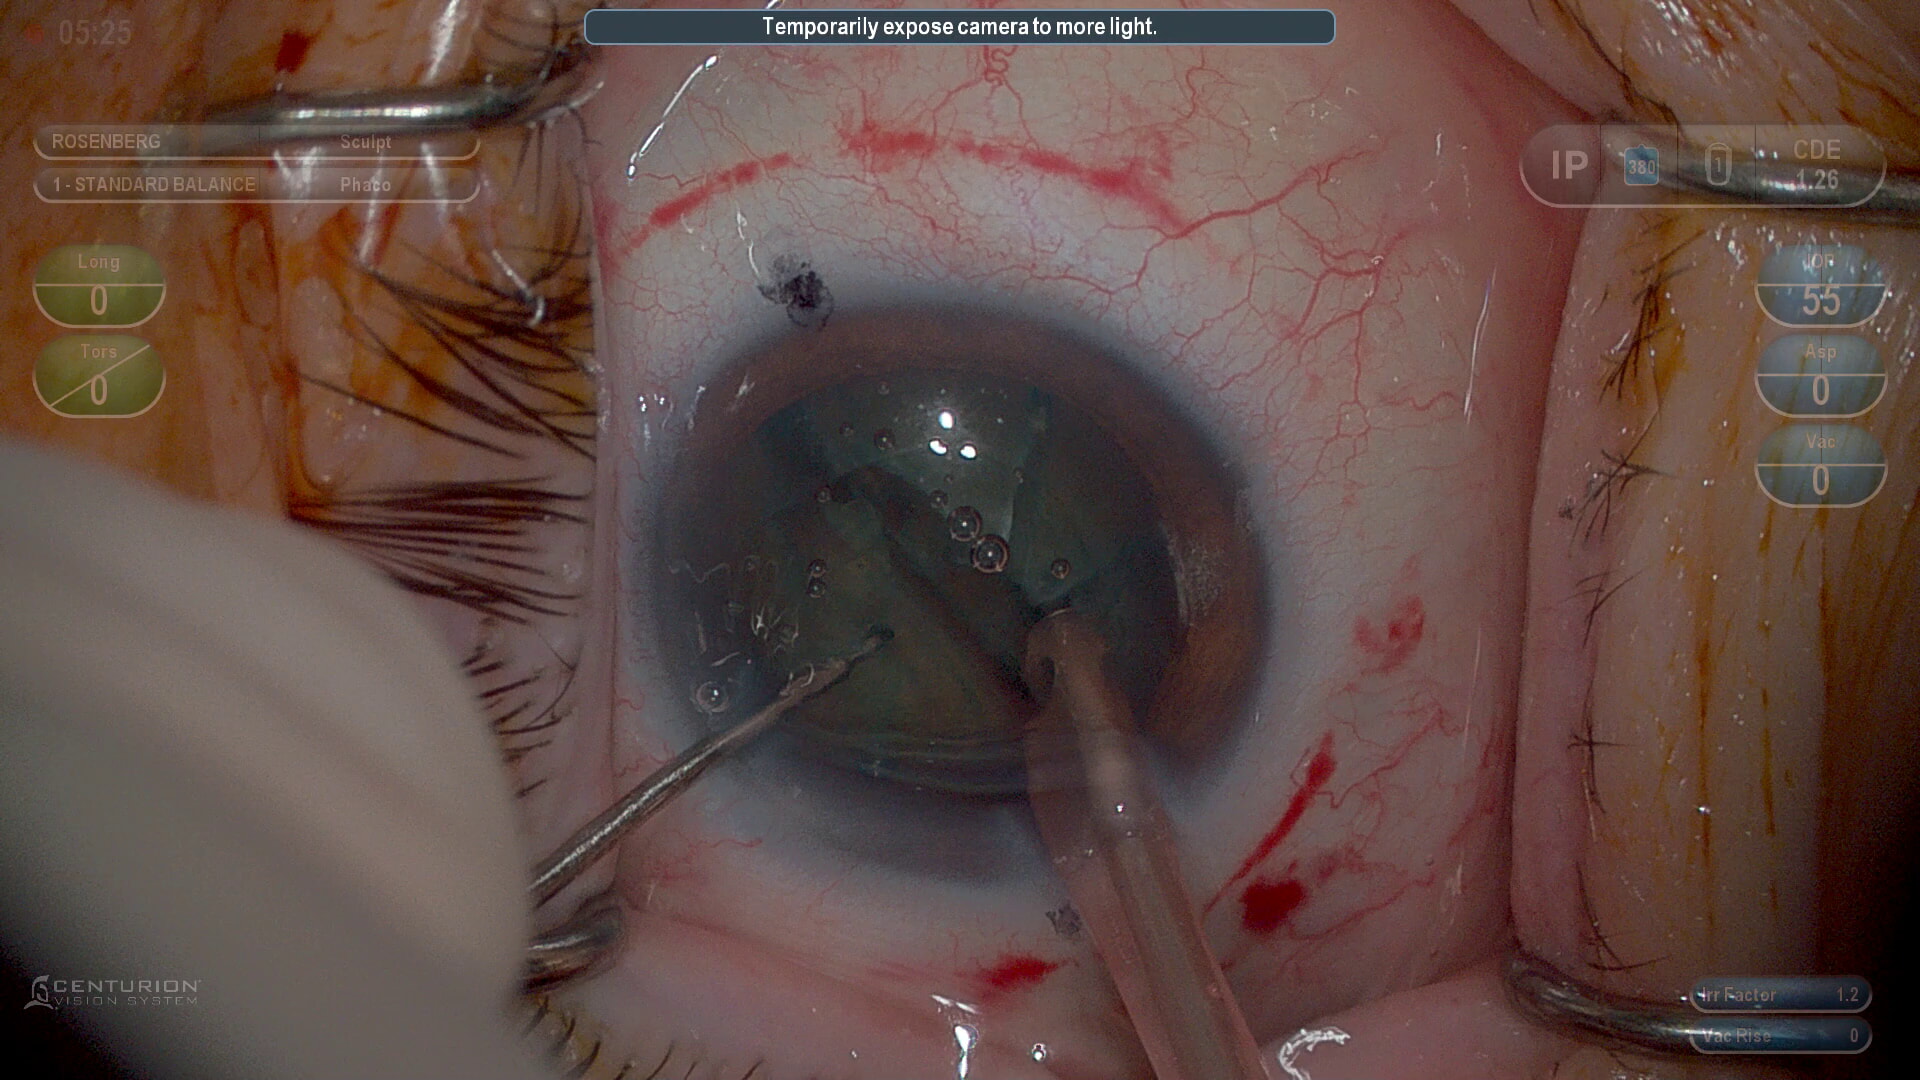 Temporarily expose camera to more light.
05:25
ROSENBERG Sculpt
1 - STANDARD BALANCE Phaco
IP 380 1 CDE 1.26
Long
0
Tors
0
IOP
55
Asp
0
Vac
0
CENTURION
VISION SYSTEM
Irr Factor 1.2
Vac Rise 0